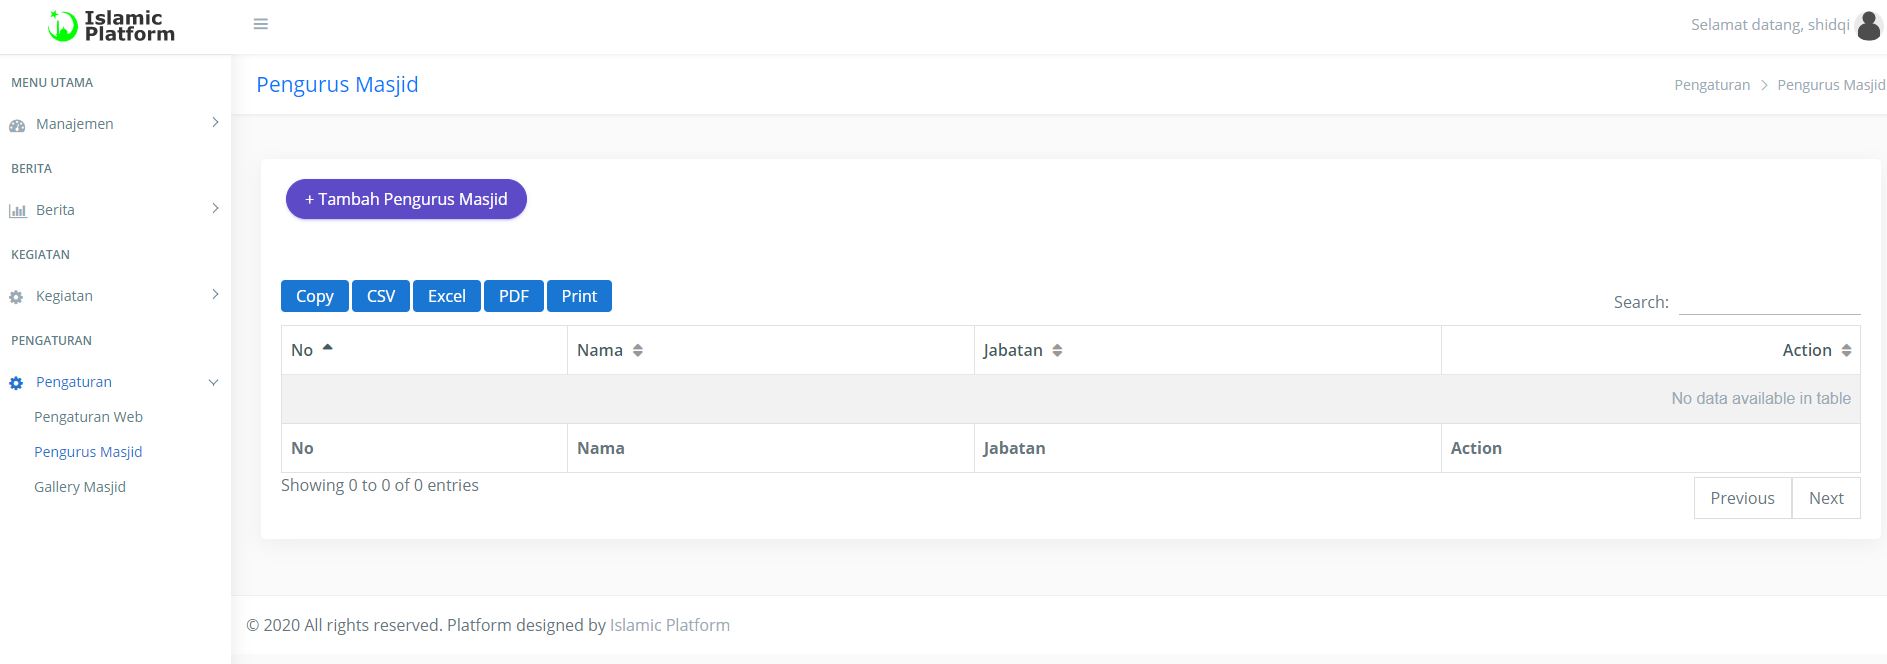 Islamic
Platform
Selamat datang, shidqi
MENU UTAMA
Manajemen
BERITA
Berita
KEGIATAN
Kegiatan
PENGATURAN
Pengaturan
Pengaturan Web
Pengurus Masjid
Gallery Masjid
Pengurus Masjid
Pengaturan > Pengurus Masjid
+ Tambah Pengurus Masjid
Copy CSV Excel PDF Print
Search:
No Nama Jabatan Action
No data available in table
No Nama Jabatan Action
Showing 0 to 0 of 0 entries
Previous Next
© 2020 All rights reserved. Platform designed by Islamic Platform